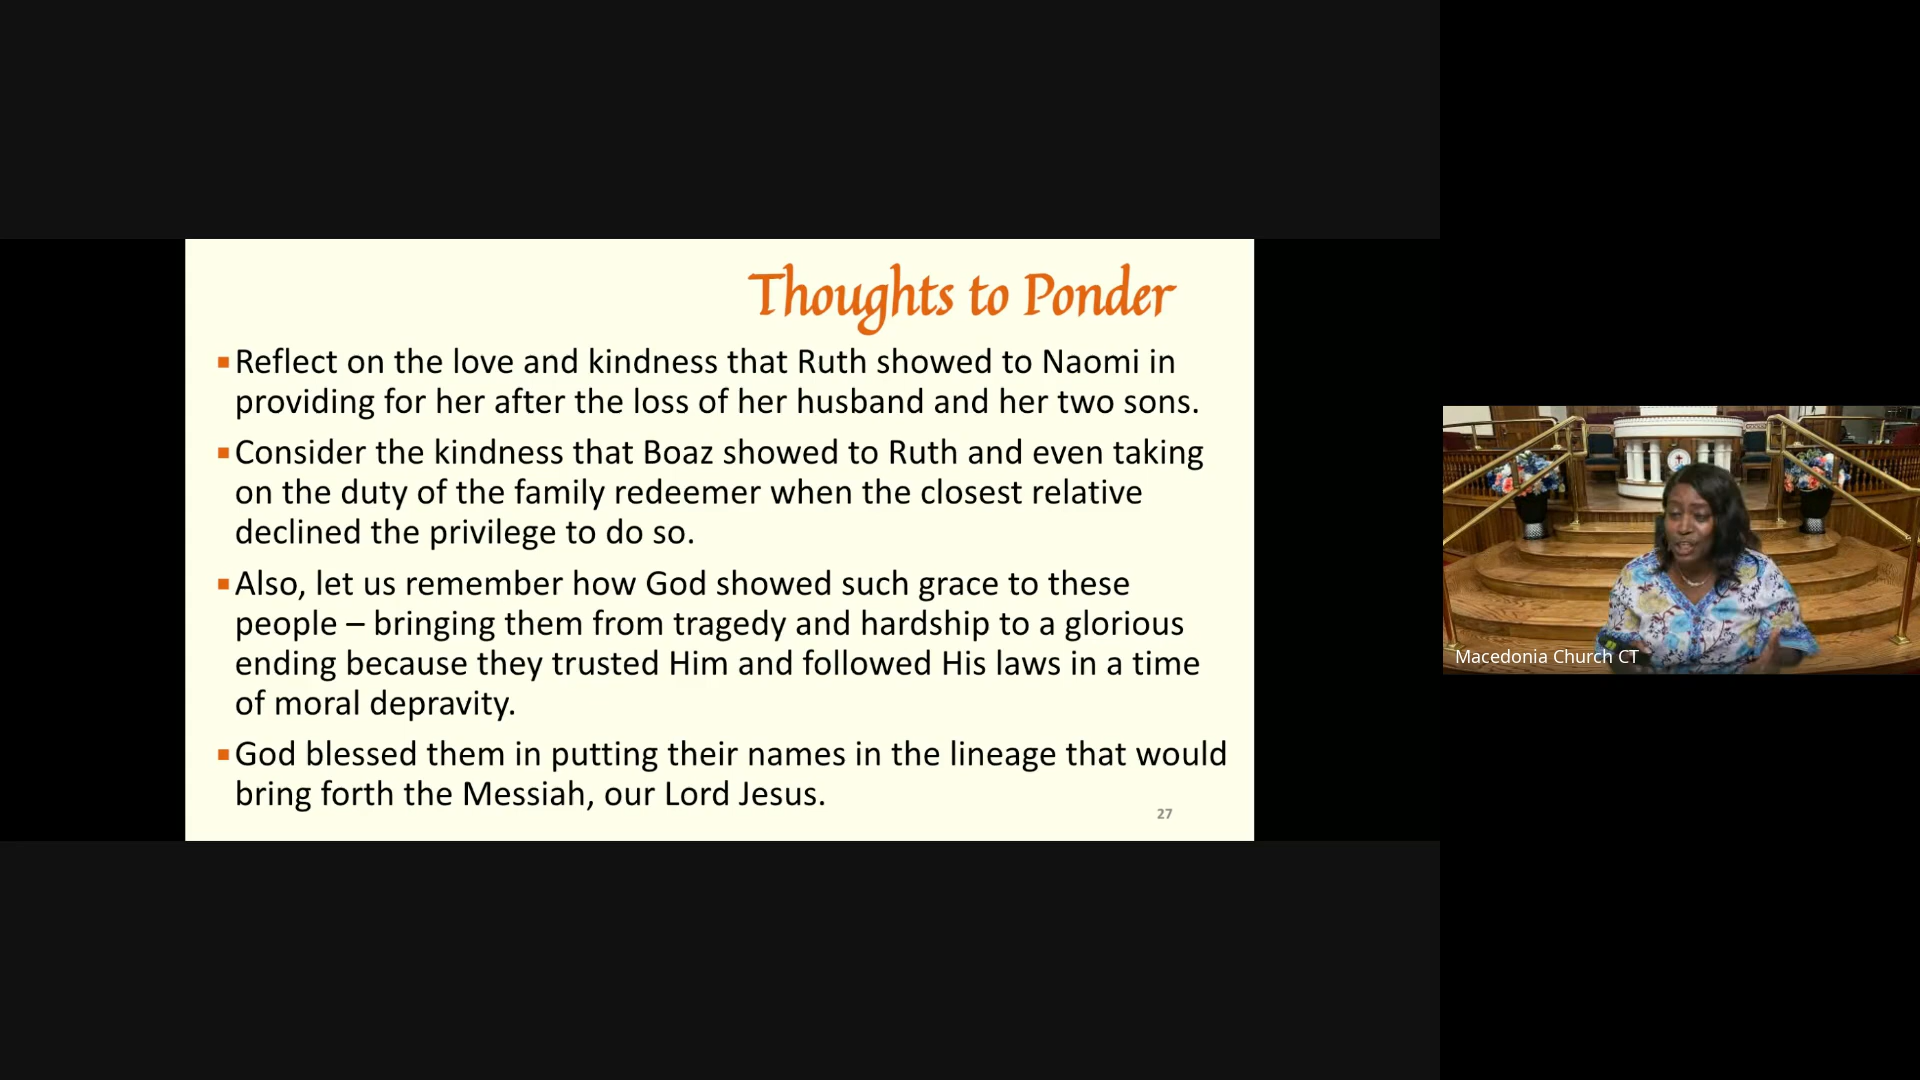 Thoughts to Ponder
▪Reflect on the love and kindness that Ruth showed to Naomi in
providing for her after the loss of her husband and her two sons.
▪Consider the kindness that Boaz showed to Ruth and even taking
on the duty of the family redeemer when the closest relative
declined the privilege to do so.
▪Also, let us remember how God showed such grace to these
people – bringing them from tragedy and hardship to a glorious
ending because they trusted Him and followed His laws in a time
of moral depravity.
▪God blessed them in putting their names in the lineage that would
bring forth the Messiah, our Lord Jesus.
27
Macedonia Church CT